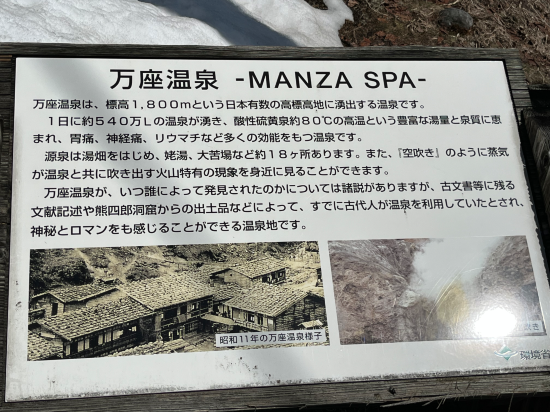 万座温泉 -MANZA SPA-
万座温泉は、標高1,800mという日本有数の高標高地に湧出する温泉です。
1日に約540万Lの温泉が湧き、酸性硫黄泉約80℃の高温という豊富な湯量と泉質に恵
まれ、胃痛、神経痛、リウマチなど多くの効能をもつ温泉です。
源泉は湯畑をはじめ、姥湯、大苦場など約18ヶ所あります。また、『空吹き』のように蒸気
が温泉と共に吹き出す火山特有の現象を身近に見ることができます。
万座温泉が、いつ誰によって発見されたのかについては諸説がありますが、古文書等に残る
文献記述や熊四郎洞窟からの出土品などによって、すでに古代人が温泉を利用していたとされ、
神秘とロマンをも感じることができる温泉地です。
昭和11年の万座温泉様子
吹き
環境省